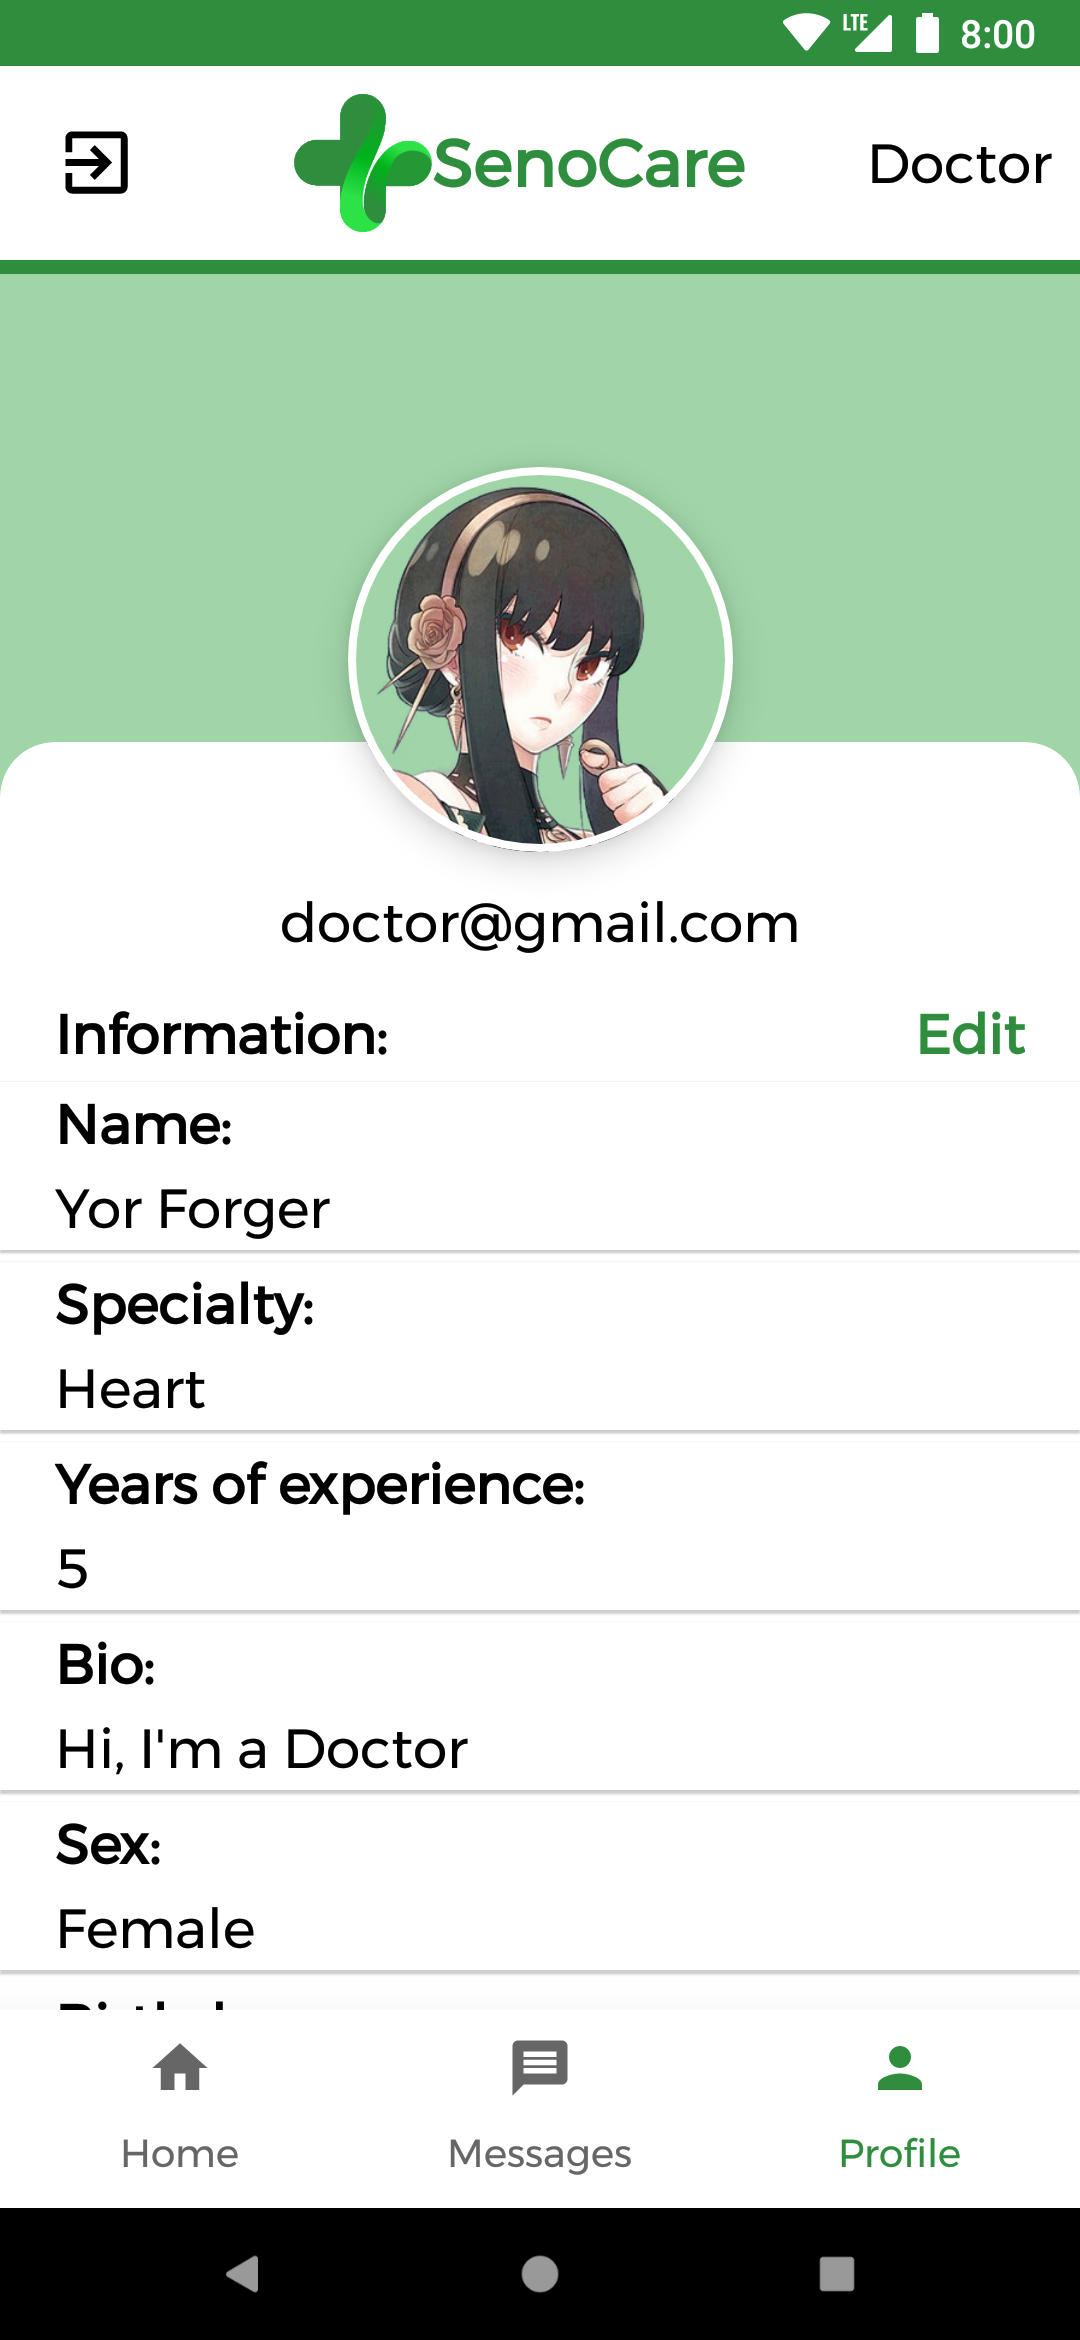 LTE 8:00
SenoCare Doctor
doctor@gmail.com
Information: Edit
Name:
Yor Forger
Specialty:
Heart
Years of experience:
5
Bio:
Hi, I'm a Doctor
Sex:
Female
Home Messages Profile